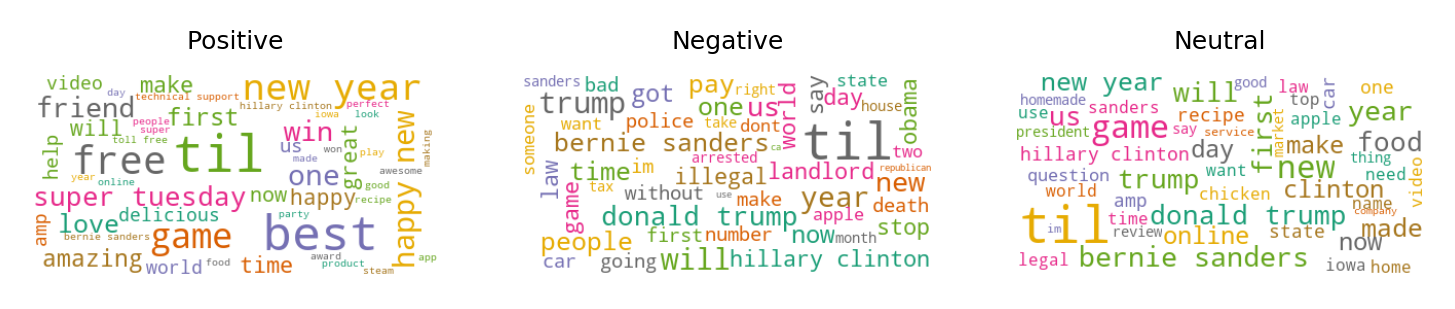 Positive
Negative
Neutral
video
day
make
new year
technical support
friend
hillary clinton
perfect
people
first
iowa
look
will
super
toll free
win
help
free
til
us
won
great
play
new
making
made
awesome
year
online
one
good
super tuesday
now
happy
recipe
happy
amp
love
delicious
party
bernie sanders
game
best
amazing
world
food
time
award
product
steam
app
sanders
bad
got
pay
right
world
say
state
trump
one
us
day
house
obama
someone
want
police
take
dont
til
bernie sanders
ca
two
law
time
im
arrested
illegal
landlord
republican
tax
without
use
make
year
new
game
donald trump
apple
death
people
first
number
now
month
stop
car
going
will
hillary clinton
new year
will
good
law
car
one
homemade
sanders
top
use
us
recipe
first
apple
year
president
game
say
service
market
make
food
hillary clinton
day
thing
question
trump
want
new
need
video
world
chicken
clinton
name
amp
til
im
time
donald trump
company
review
online
state
made
now
legal
bernie sanders
iowa
home